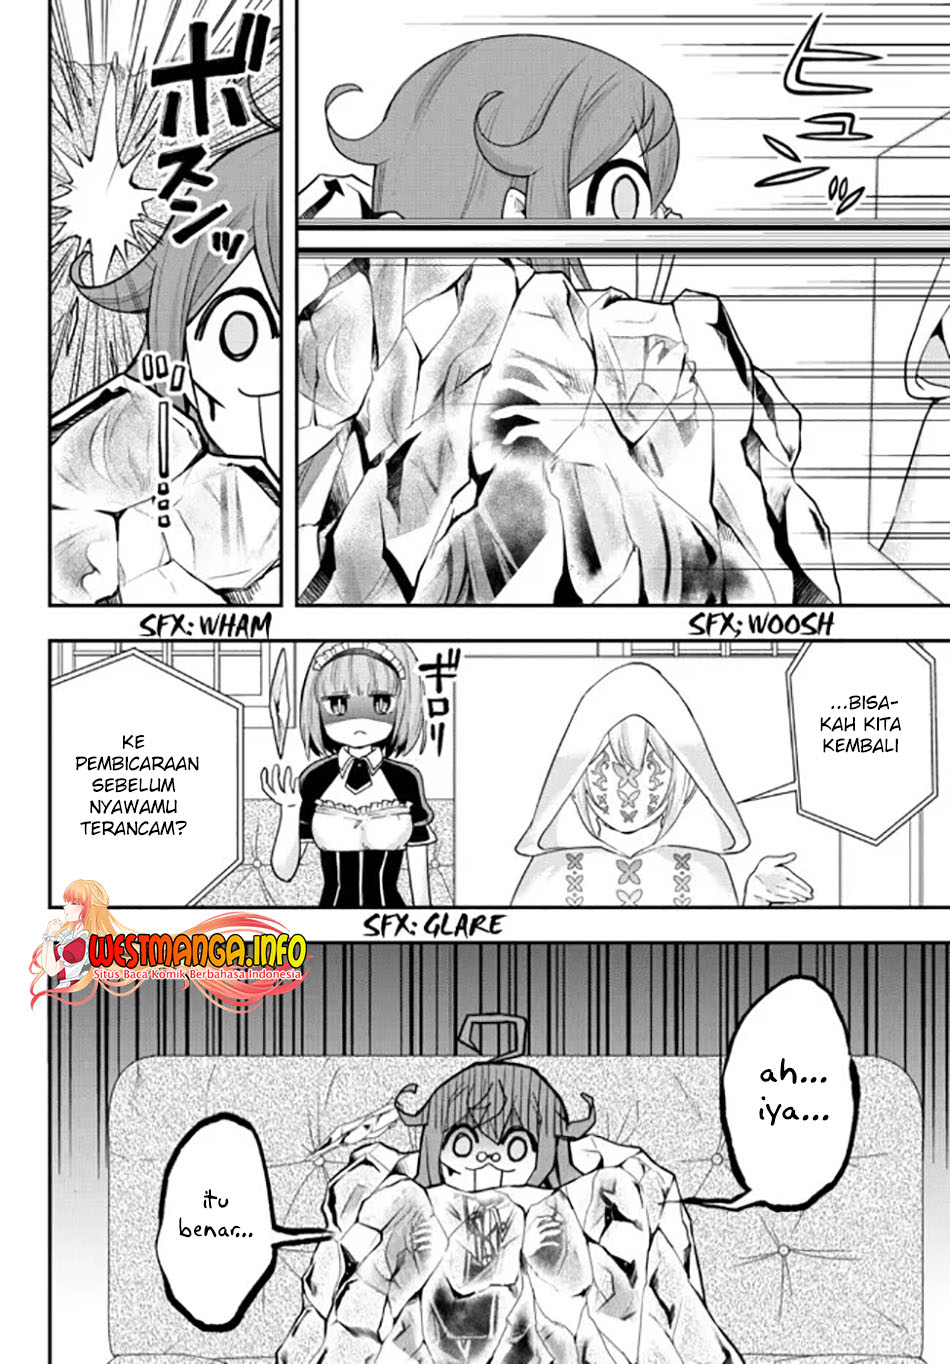 ヒュン
ボスンッ
SFX; WOOSH
SFX: WHAM
...BISA-
KAH KITA
KEMBALI
ギロリ
KE
PEMBICARAAN
SEBELUM
NYAWAMU
TERANCAM?
SFX: GLARE
WESTMANGA.INFO
Situs Baca Komik Berbahasa Indonesia
ah...
iya...
itu
benar...